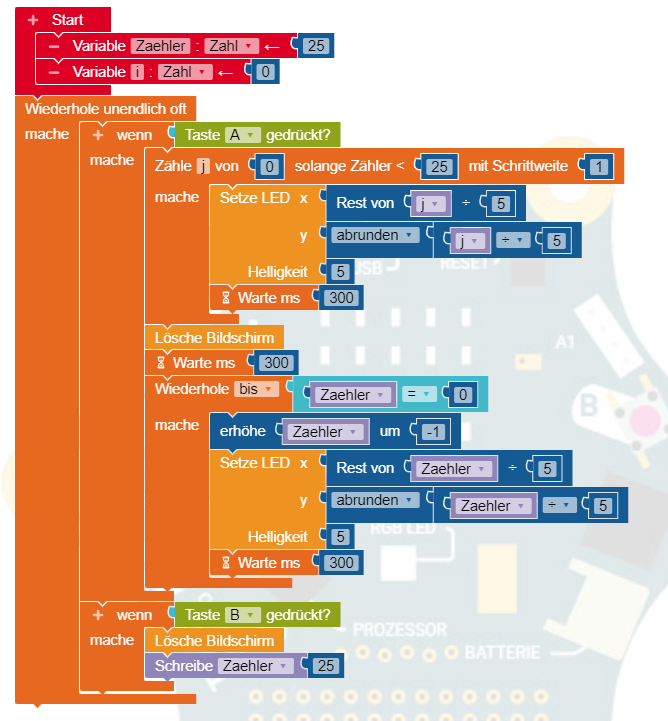 + Start
– Variable Zaehler : Zahl ▾ ← 25
– Variable i : Zahl ▾ ← 0
Wiederhole unendlich oft
mache + wenn Taste A ▾ gedrückt?
mache Zähle j von 0 solange Zähler < 25 mit Schrittweite 1
mache Setze LED x Rest von j ▾ ÷ 5
y abrunden ▾ j ▾ ÷ ▾ 5
USB RESET
Helligkeit 5
Warte ms 300
Lösche Bildschirm
A1
Warte ms 300
Wiederhole bis ▾ Zaehler ▾ = ▾ 0
B
mache erhöhe Zaehler ▾ um -1
Setze LED x Rest von Zaehler ▾ ÷ 5
y abrunden ▾ Zaehler ▾ ÷ ▾ 5
RGB LED
Helligkeit 5
Warte ms 300
+ wenn Taste B ▾ gedrückt?
PROZESSOR
mache Lösche Bildschirm
BATTERIE
Schreibe Zaehler ▾ 25